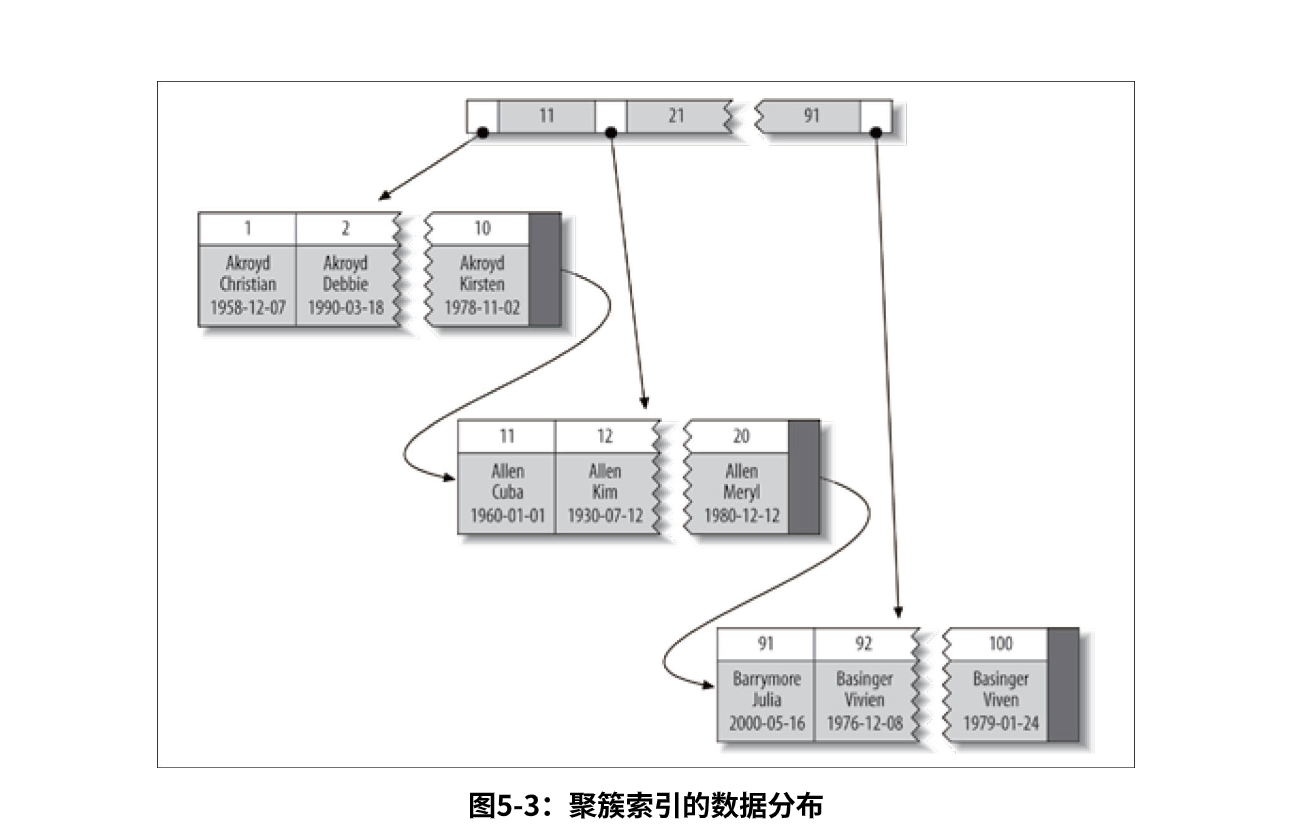 11 21 91
1 2 10
Akroyd Akroyd Akroyd
Christian Debbie Kirsten
1958-12-07 1990-03-18 1978-11-02
11 12 20
Allen Allen Allen
Cuba Kim Meryl
1960-01-01 1930-07-12 1980-12-12
91 92 100
Barrymore Basinger Basinger
Julia Vivien Viven
2000-05-16 1976-12-08 1979-01-24
图5-3：聚簇索引的数据分布